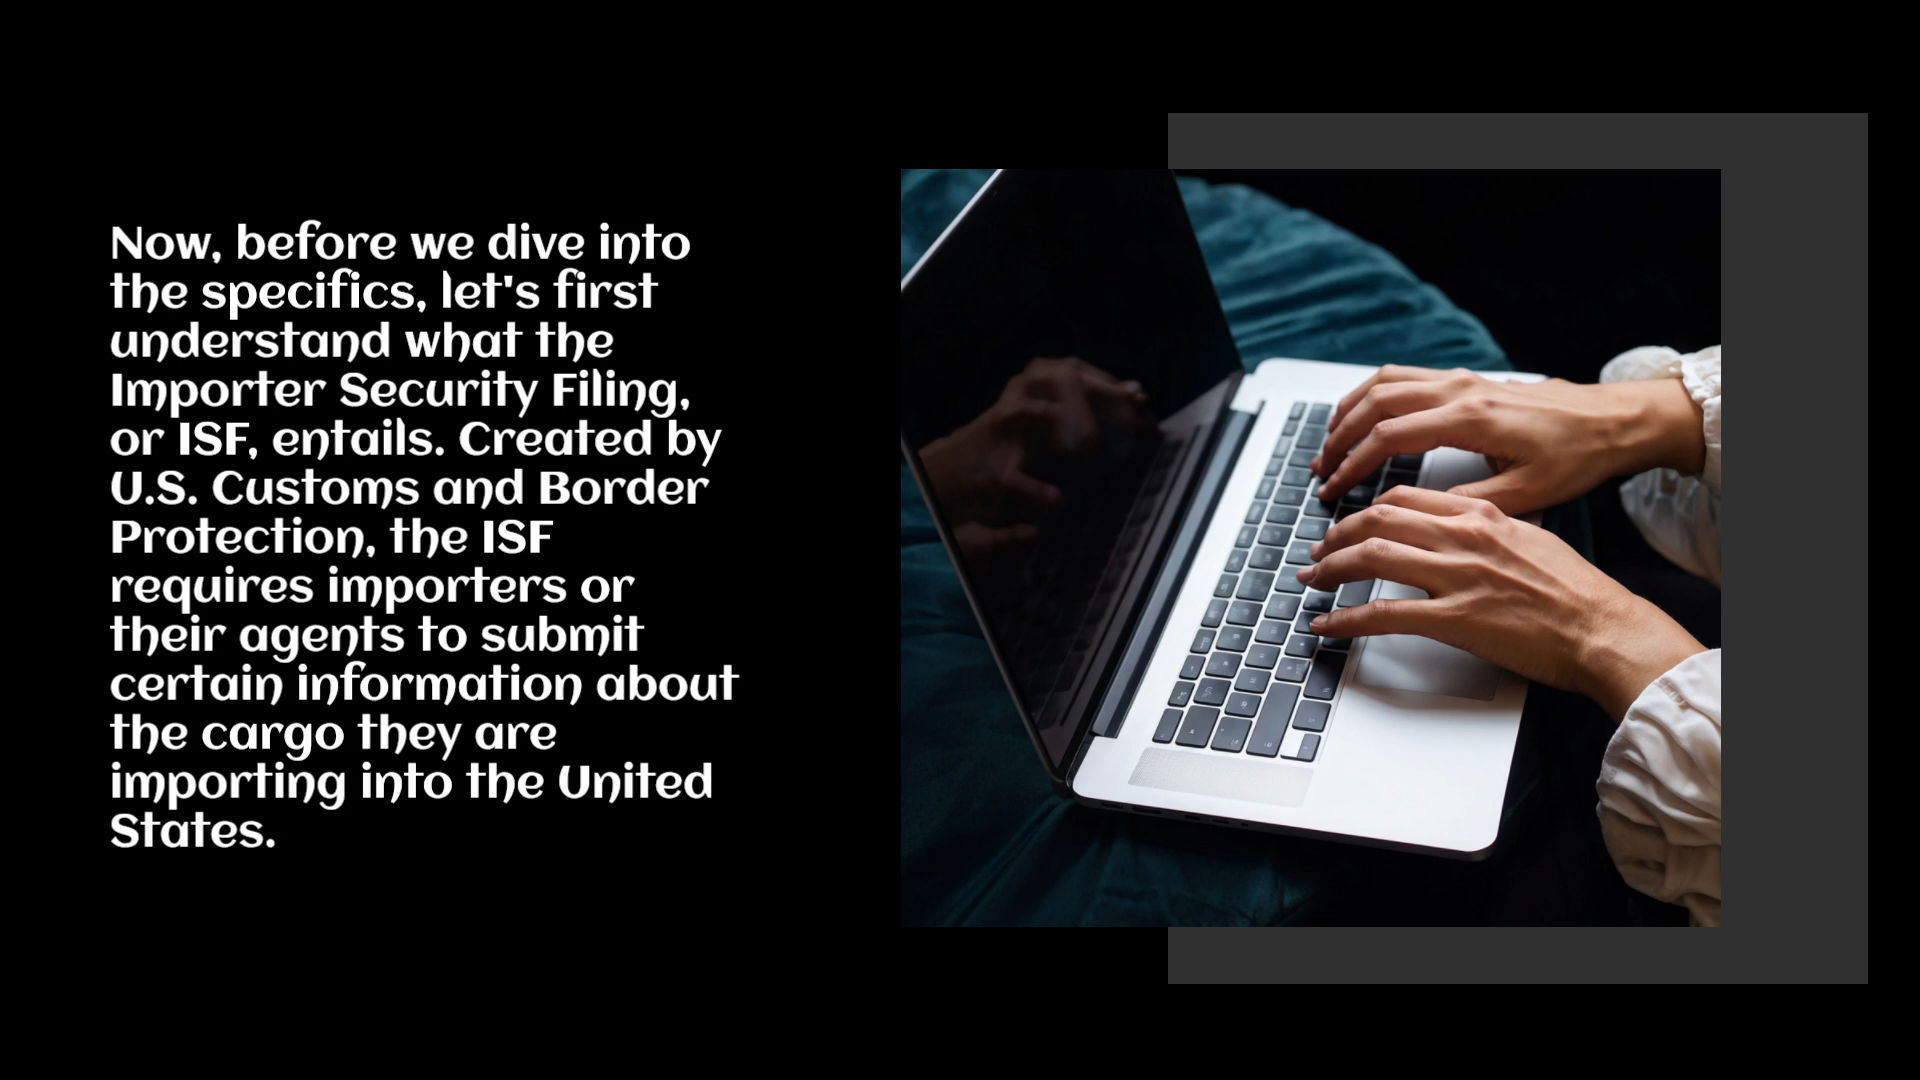 Now, before we dive into
the specifics, let's first
understand what the
Importer Security Filing,
or ISF, entails. Created by
U.S. Customs and Border
Protection, the ISF
requires importers or
their agents to submit
certain information about
the cargo they are
importing into the United
States.